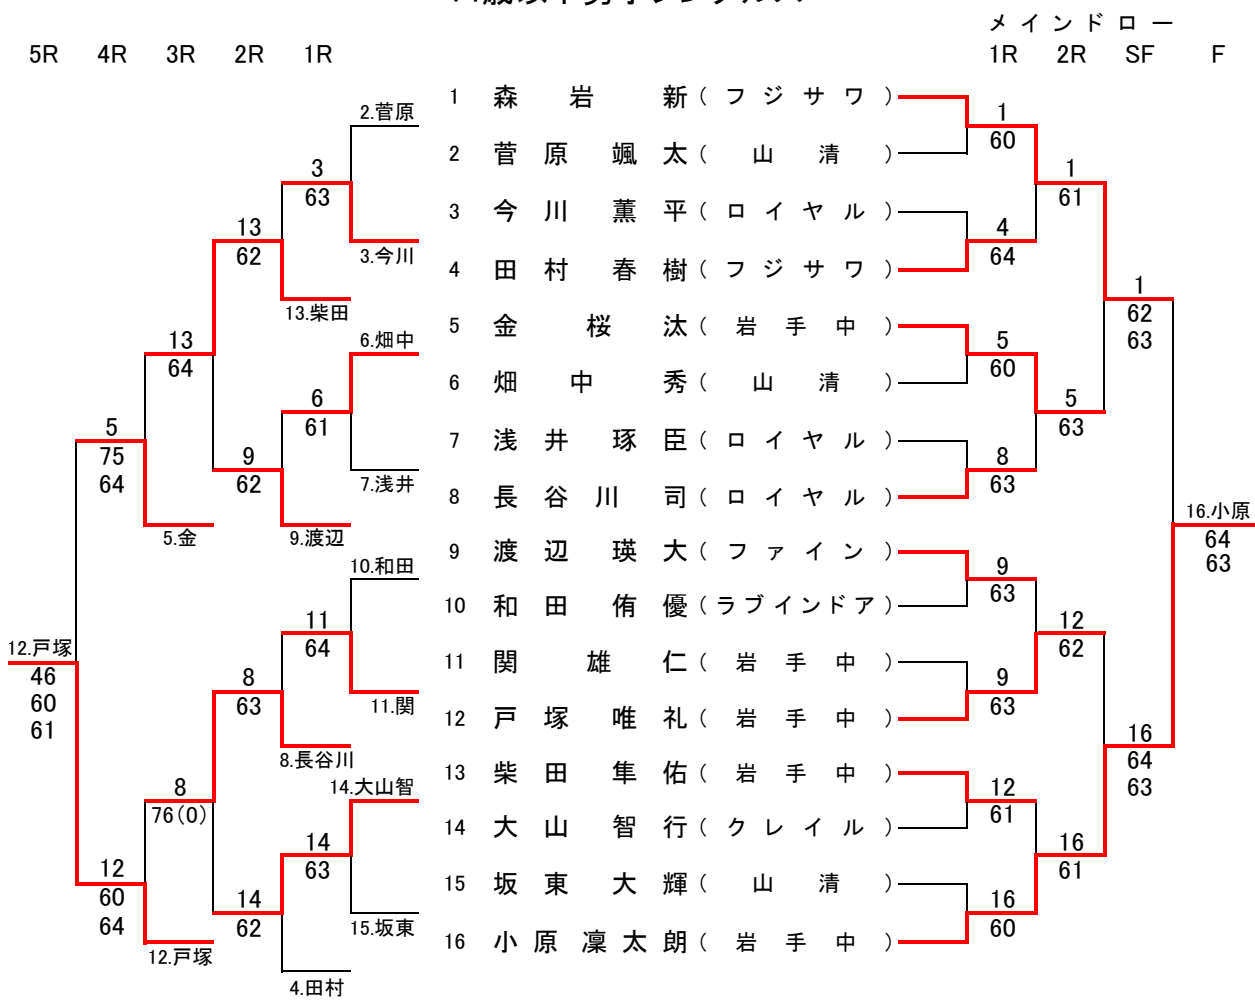 メインドロー
5R 4R 3R 2R 1R
1R 2R SF F
1 森岩新(フジサワ)
2 菅原颯太(山清)
3 今川薫平(ロイヤル)
4 田村春樹(フジサワ)
5 金桜汰(岩手中)
6 畑中秀(山清)
7 浅井琢臣(ロイヤル)
8 長谷川司(ロイヤル)
9 渡辺瑛大(ファイン)
10 和田侑優(ラブインドア)
11 関雄仁(岩手中)
12 戸塚唯礼(岩手中)
13 柴田隼佑(岩手中)
14 大山智行(クレイル)
15 坂東大輝(山清)
16 小原凜太朗(岩手中)
2.菅原
3
63
3.今川
13
62
13.柴田
6.畑中
13
64
6
61
7.浅井
5
75
64
9
62
5.金
9.渡辺
10.和田
11
64
12.戸塚
46
60
61
8
63
11.関
8.長谷川
14.大山智
8
76(0)
14
63
12
60
64
14
62
15.坂東
12.戸塚
4.田村
1
60
1
61
4
64
1
62
63
5
60
5
63
8
63
16.小原
64
63
9
63
12
62
9
63
16
64
63
12
61
16
61
16
60